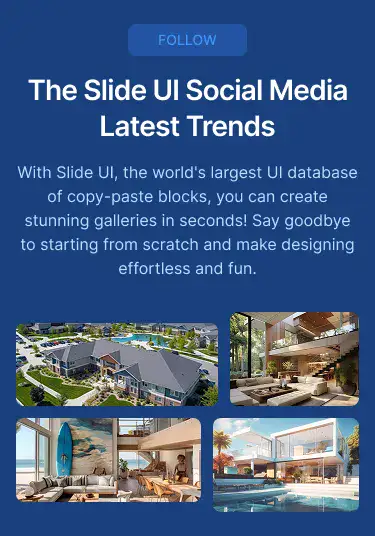 FOLLOW
The Slide UI Social Media
Latest Trends
With Slide UI, the world's largest UI database
of copy-paste blocks, you can create
stunning galleries in seconds! Say goodbye
to starting from scratch and make designing
effortless and fun.